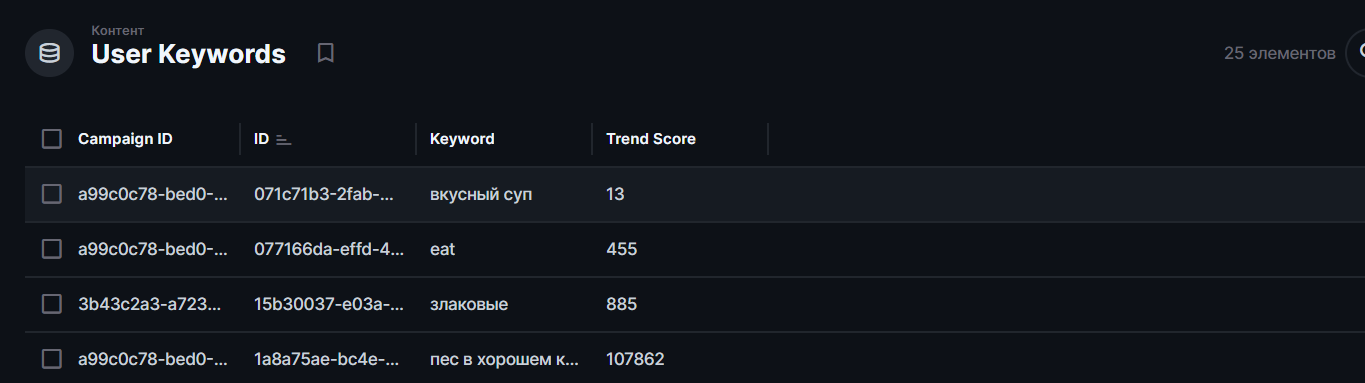 Контент
User Keywords
25 элементов
Campaign ID ID Keyword Trend Score
a99c0c78-bed0-... 071c71b3-2fab-... вкусный суп 13
a99c0c78-bed0-... 077166da-effd-4... eat 455
3b43c2a3-a723... 15b30037-e03a-... злаковые 885
a99c0c78-bed0-... 1a8a75ae-bc4e-... пес в хорошем к... 107862